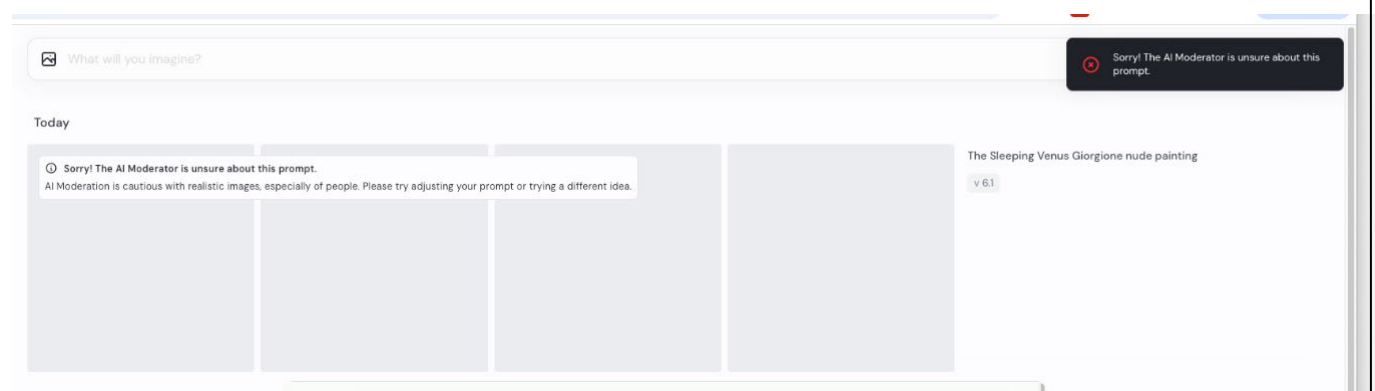 What will you imagine?
Sorry! The AI Moderator is unsure about this
prompt.
Today
Sorry! The AI Moderator is unsure about this prompt.
AI Moderation is cautious with realistic images, especially of people. Please try adjusting your prompt or trying a different idea.
The Sleeping Venus Giorgione nude painting
v 6.1